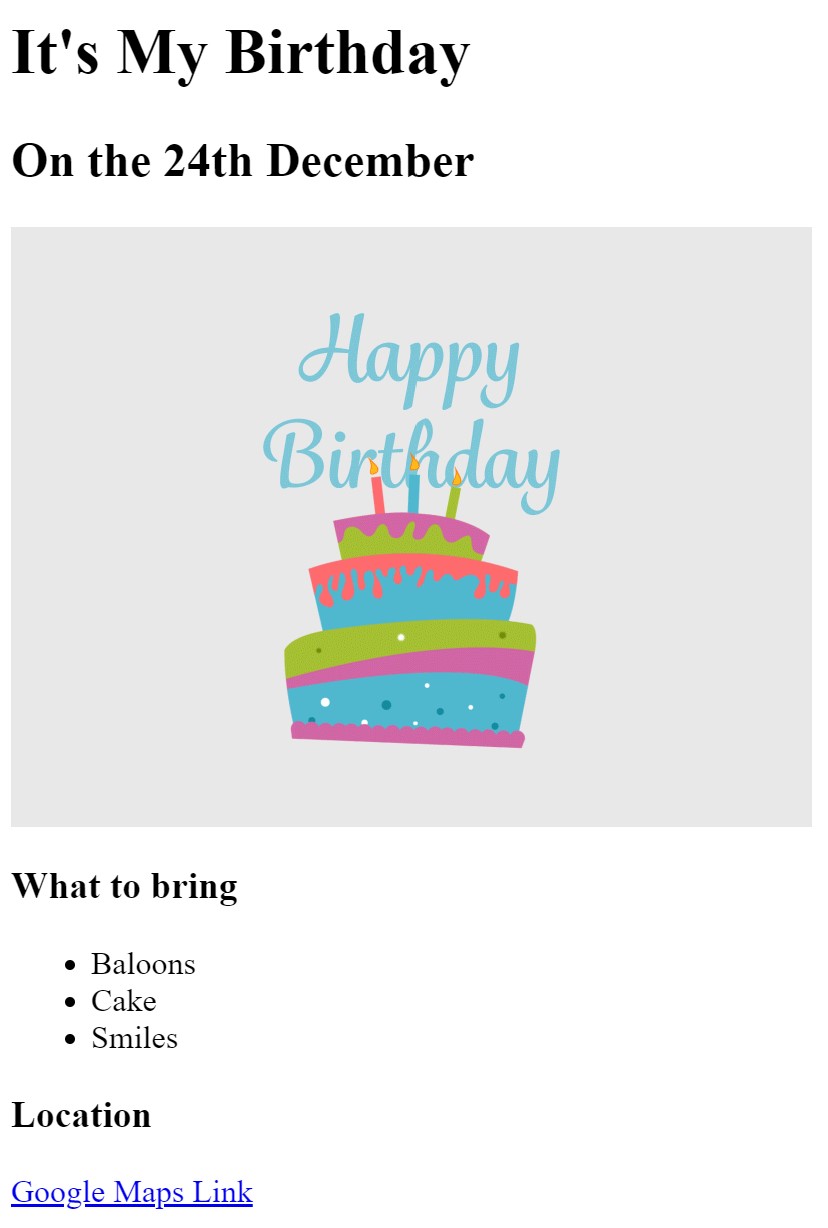 It's My Birthday
On the 24th December
Happy
Birthday
What to bring
Baloons
Cake
Smiles
Location
Google Maps Link